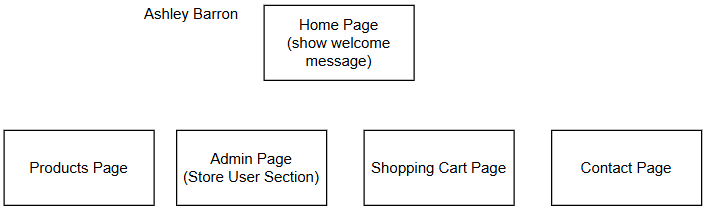 Ashley Barron
Home Page
(show welcome
message)
Products Page
Admin Page
(Store User Section)
Shopping Cart Page
Contact Page